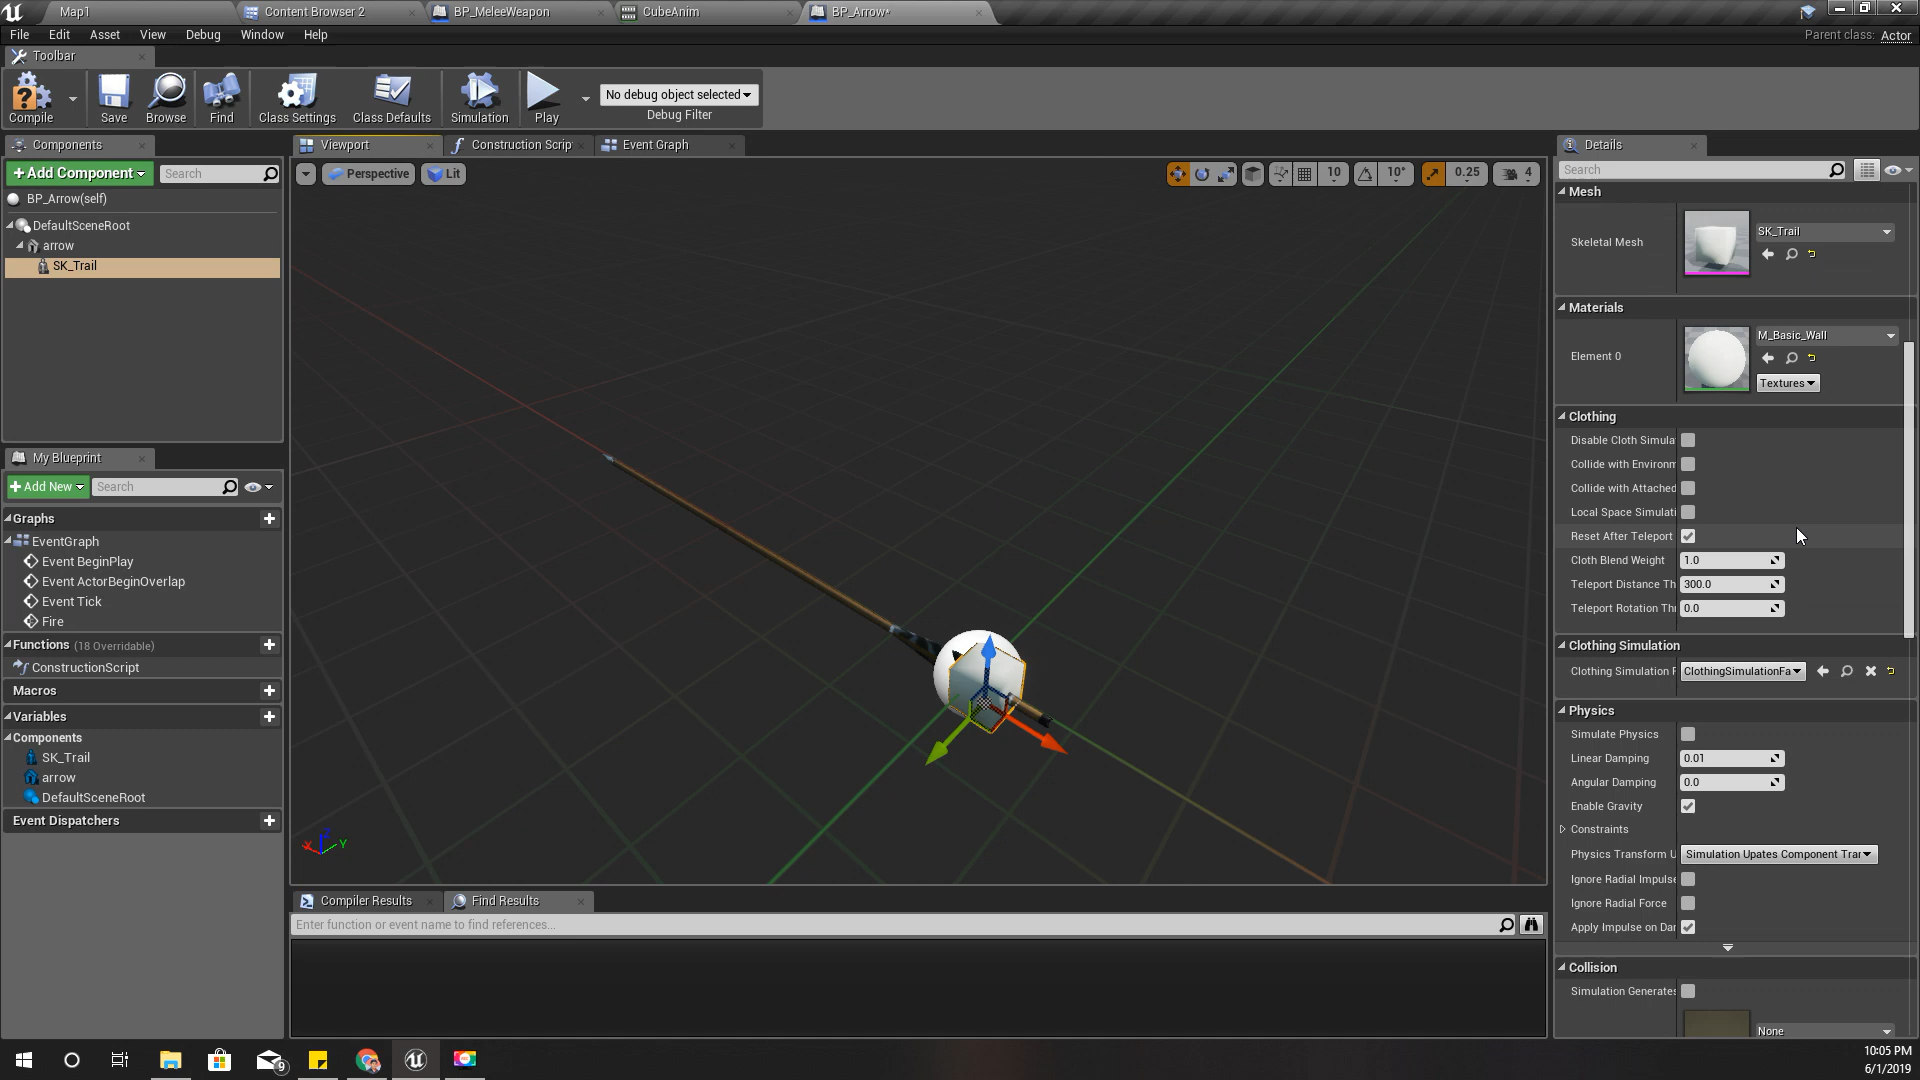 Map1
Content Browser 2
BP_MeleeWeapon
CubeAnim
BP_Arrow*
File Edit Asset View Debug Window Help
Parent class: Actor
Toolbar
Compile
Save
Browse
Find
Class Settings
Class Defaults
Simulation
Play
No debug object selected
Debug Filter
Components
+Add Component
Search
BP_Arrow(self)
DefaultSceneRoot
arrow
SK_Trail
My Blueprint
+Add New
Search
Graphs
EventGraph
Event BeginPlay
Event ActorBeginOverlap
Event Tick
Fire
Functions (18 Overridable)
ConstructionScript
Macros
Variables
Components
SK_Trail
arrow
DefaultSceneRoot
Event Dispatchers
Viewport
Construction Scrip
Event Graph
Perspective
Lit
10
10°
0.25
4
X
Z
Y
Compiler Results
Find Results
Enter function or event name to find references...
Details
Search
Mesh
Skeletal Mesh
SK_Trail
Materials
Element 0
M_Basic_Wall
Textures
Clothing
Disable Cloth Simula
Collide with Environm
Collide with Attached
Local Space Simulati
Reset After Teleport
Cloth Blend Weight 1.0
Teleport Distance Th 300.0
Teleport Rotation Thr 0.0
Clothing Simulation
Clothing Simulation F ClothingSimulationFa
Physics
Simulate Physics
Linear Damping 0.01
Angular Damping 0.0
Enable Gravity
Constraints
Physics Transform U Simulation Upates Component Trar
Ignore Radial Impulse
Ignore Radial Force
Apply Impulse on Dar
Collision
Simulation Generates
None
9
10:05 PM
6/1/2019